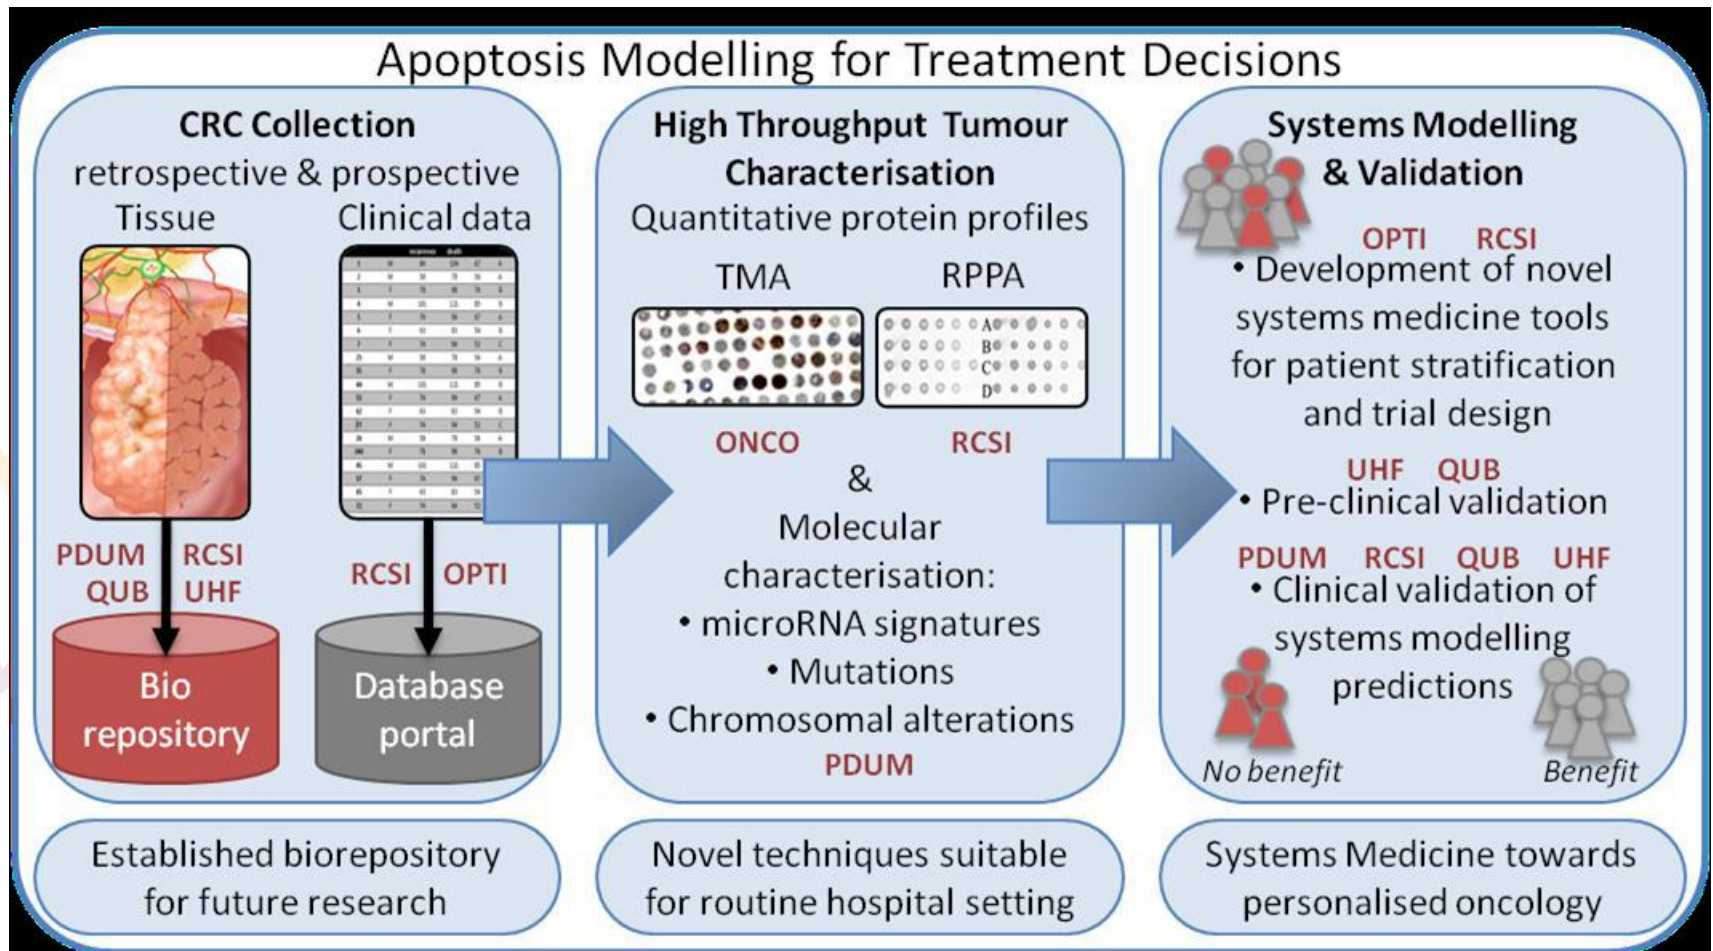 Apoptosis Modelling for Treatment Decisions
CRC Collection
retrospective & prospective
Tissue
Clinical data
PDUM RCSI
QUB UHF
RCSI OPTI
Bio
repository
Database
portal
Established biorepository
for future research
High Throughput Tumour
Characterisation
Quantitative protein profiles
TMA
RPPA
A
B
C
D
ONCO
RCSI
&
Molecular
characterisation:
• microRNA signatures
• Mutations
• Chromosomal alterations
PDUM
Novel techniques suitable
for routine hospital setting
Systems Modelling
& Validation
OPTI RCSI
• Development of novel
systems medicine tools
for patient stratification
and trial design
UHF QUB
• Pre-clinical validation
PDUM RCSI QUB UHF
• Clinical validation of
systems modelling
predictions
No benefit
Benefit
Systems Medicine towards
personalised oncology